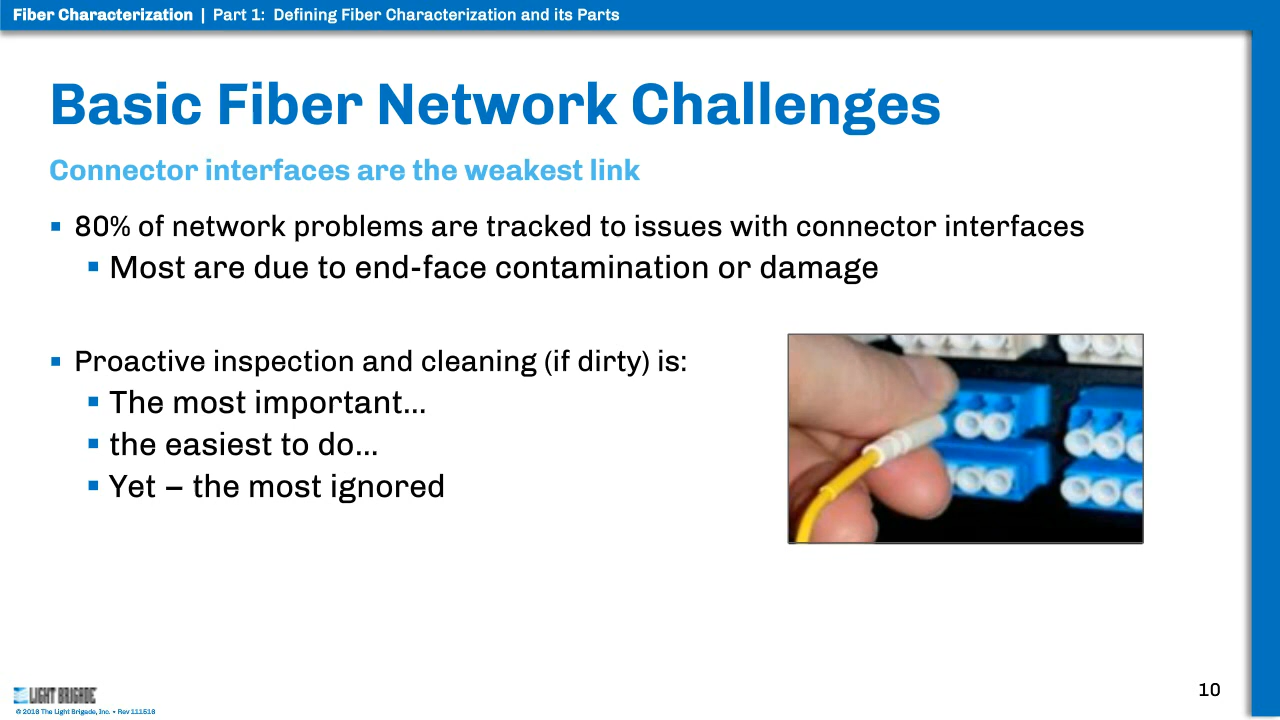 Fiber Characterization | Part 1: Defining Fiber Characterization and its Parts
Basic Fiber Network Challenges
Connector interfaces are the weakest link
▪ 80% of network problems are tracked to issues with connector interfaces
▪ Most are due to end-face contamination or damage
▪ Proactive inspection and cleaning (if dirty) is:
▪ The most important…
▪ the easiest to do…
▪ Yet – the most ignored
LIGHT BRIGADE
© 2018 The Light Brigade, Inc. • Rev 111518
10